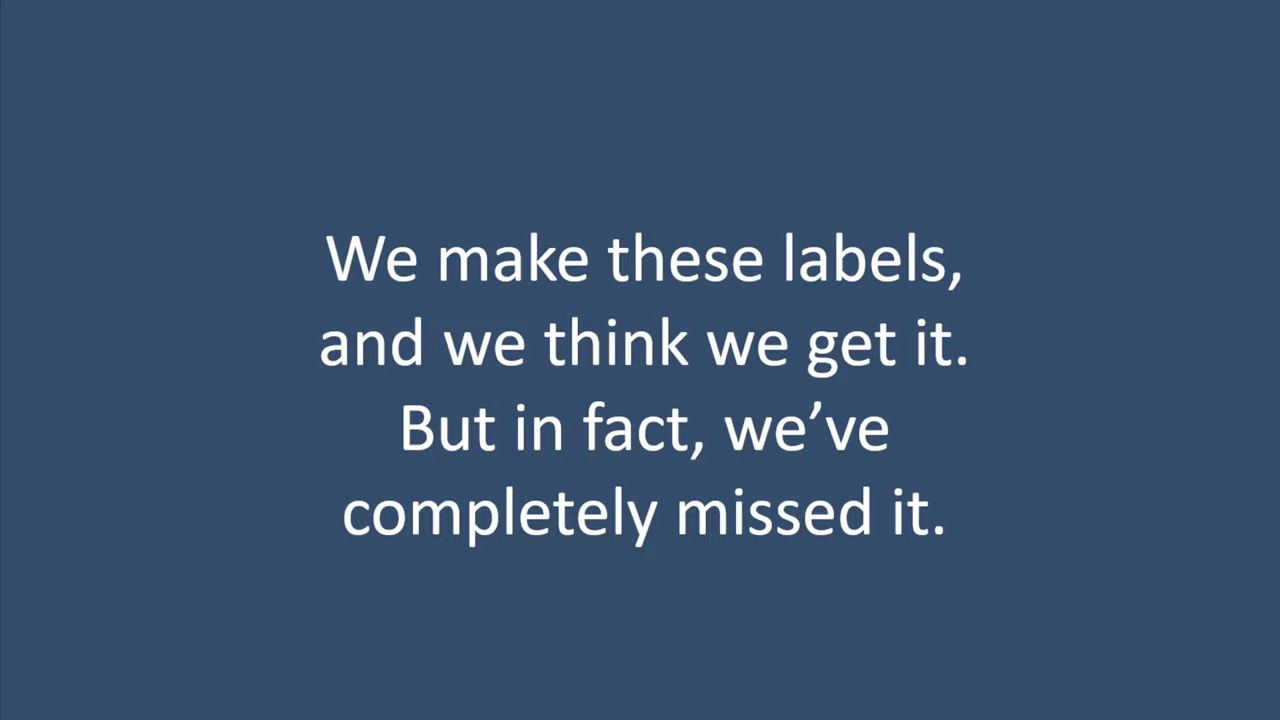 We make these labels,
and we think we get it.
But in fact, we’ve
completely missed it.